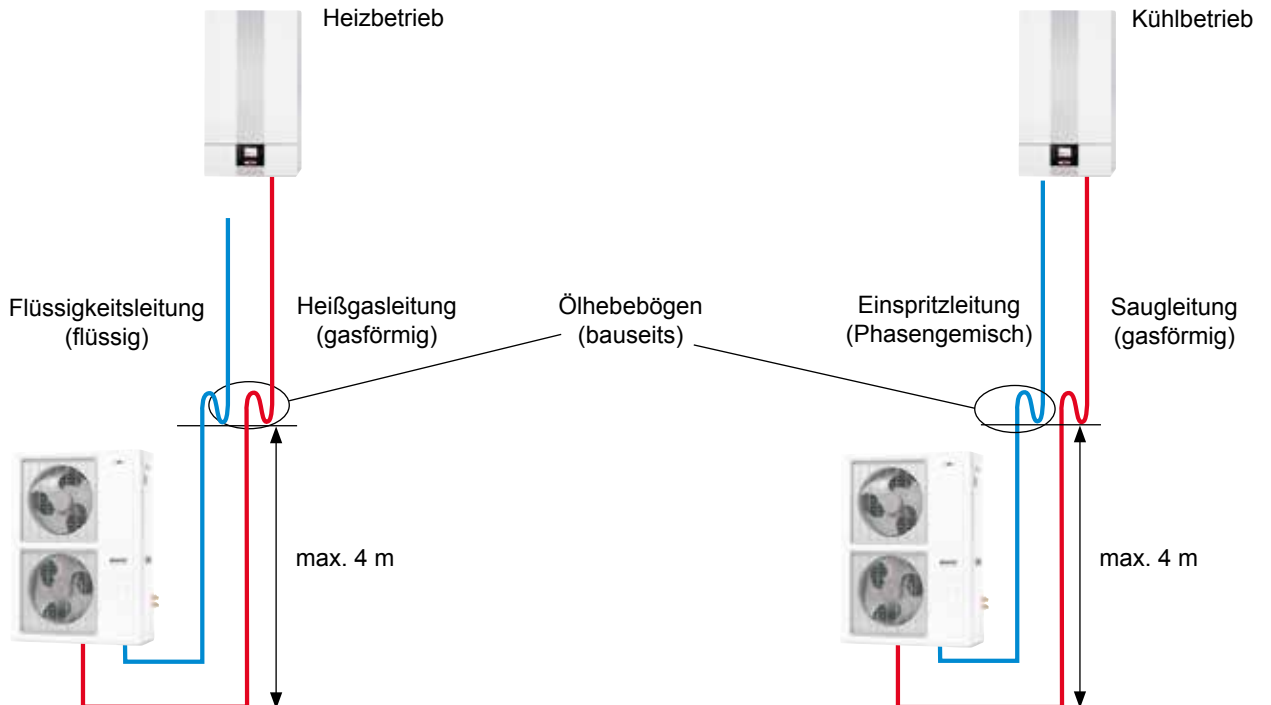 Heizbetrieb
Kühlbetrieb
Flüssigkeitsleitung
(flüssig)
Heißgasleitung
(gasförmig)
Ölhebebögen
(bauseits)
Einspritzleitung
(Phasengemisch)
Saugleitung
(gasförmig)
max. 4 m
max. 4 m